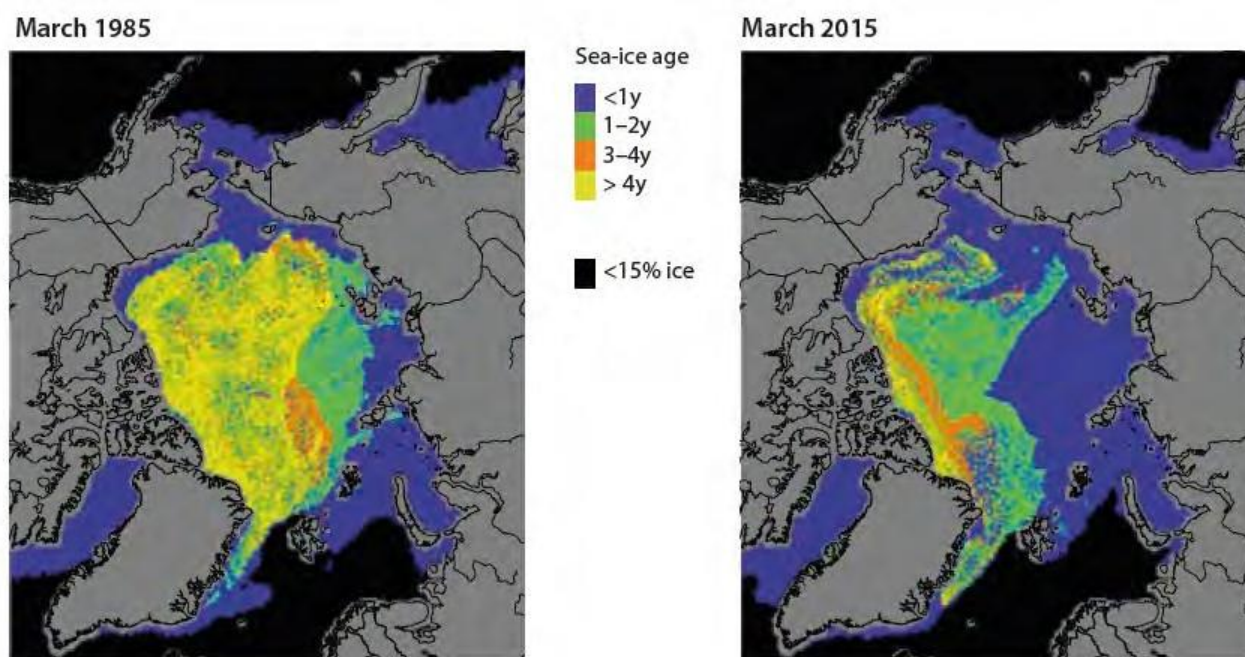 March 1985
Sea-ice age
<1y
1–2y
3–4y
> 4y
<15% ice
March 2015